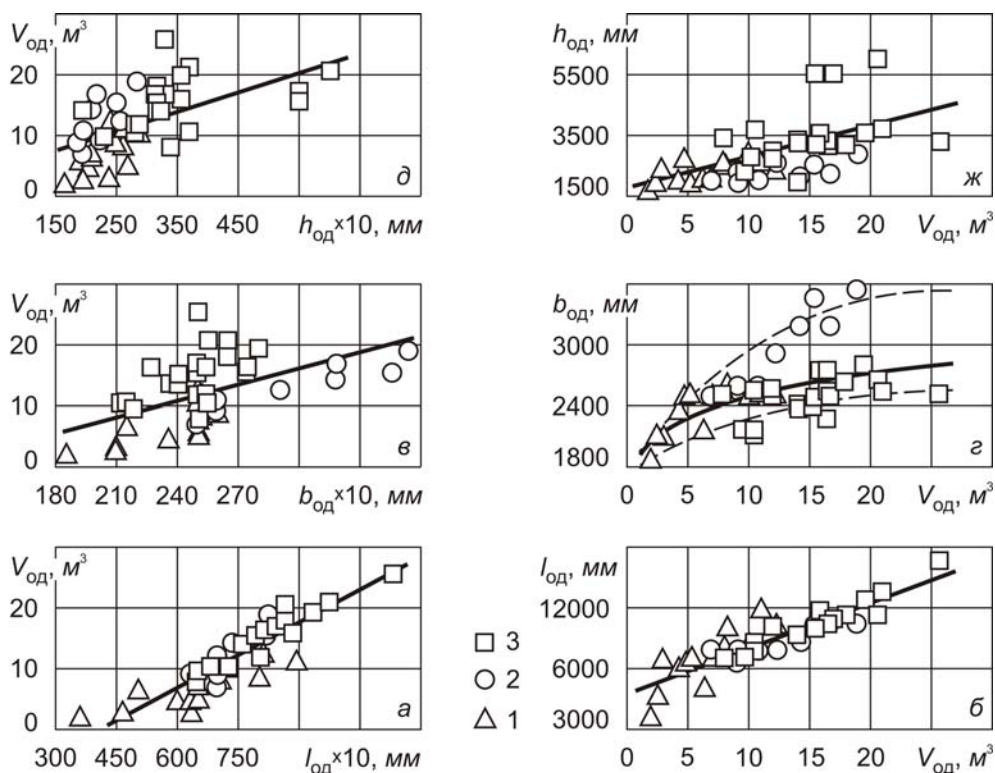 V_од, м³
20
10
0
150 250 350 450 h_од×10, мм
д
h_од, мм
5500
3500
1500
0 5 10 15 20 V_од, м³
ж
V_од, м³
20
10
0
180 210 240 270 b_од×10, мм
в
b_од, мм
3000
2400
1800
0 5 10 15 20 V_од, м³
г
V_од, м³
20
10
0
300 450 600 750 l_од×10, мм
а
3
2
1
l_од, мм
12000
6000
3000
0 5 10 15 20 V_од, м³
б